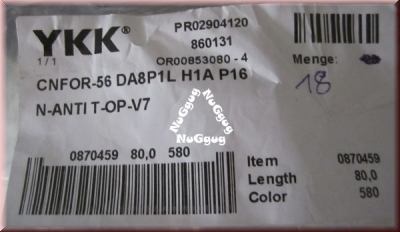 YKK®
PR02904120
860131
1/1
OR00853080 - 4
Menge:
18
CNFOR-56 DA8P1L H1A P16
N-ANTI T-OP-V7
NuGgug
NuGgug
NuGgug
0870459 80,0 580
Item 0870459
Length 80,0
Color 580